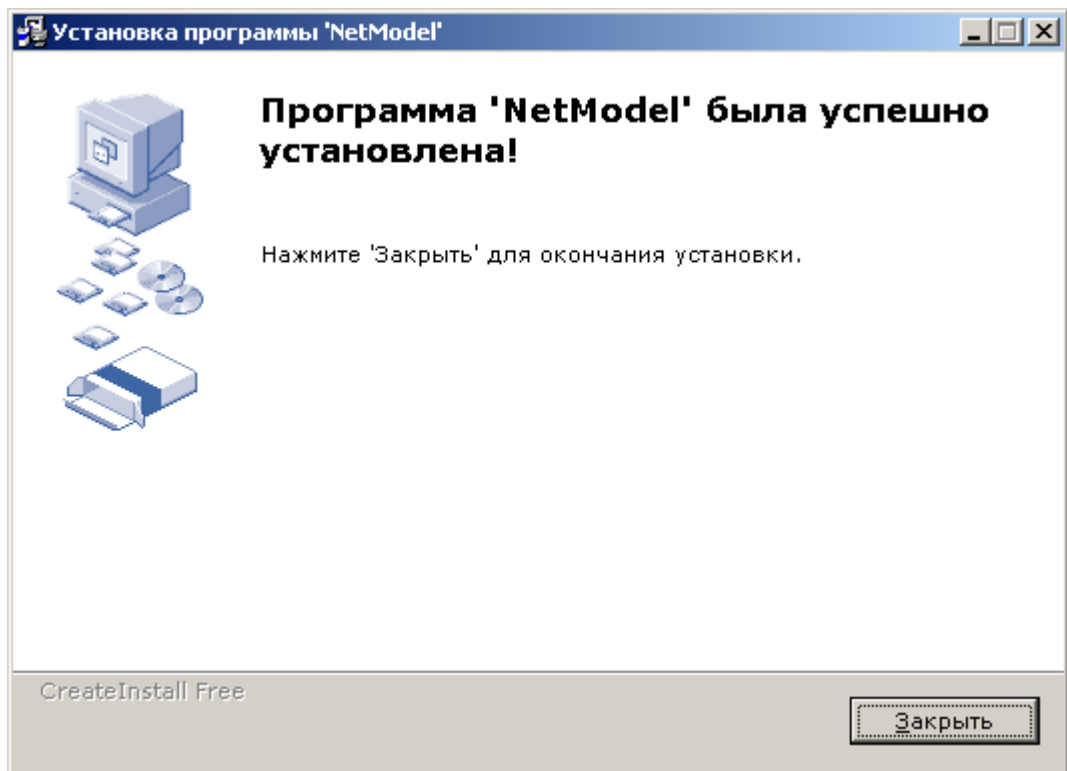 Установка программы 'NetModel'
Программа 'NetModel' была успешно
установлена!
Нажмите 'Закрыть' для окончания установки.
CreateInstall Free
Закрыть